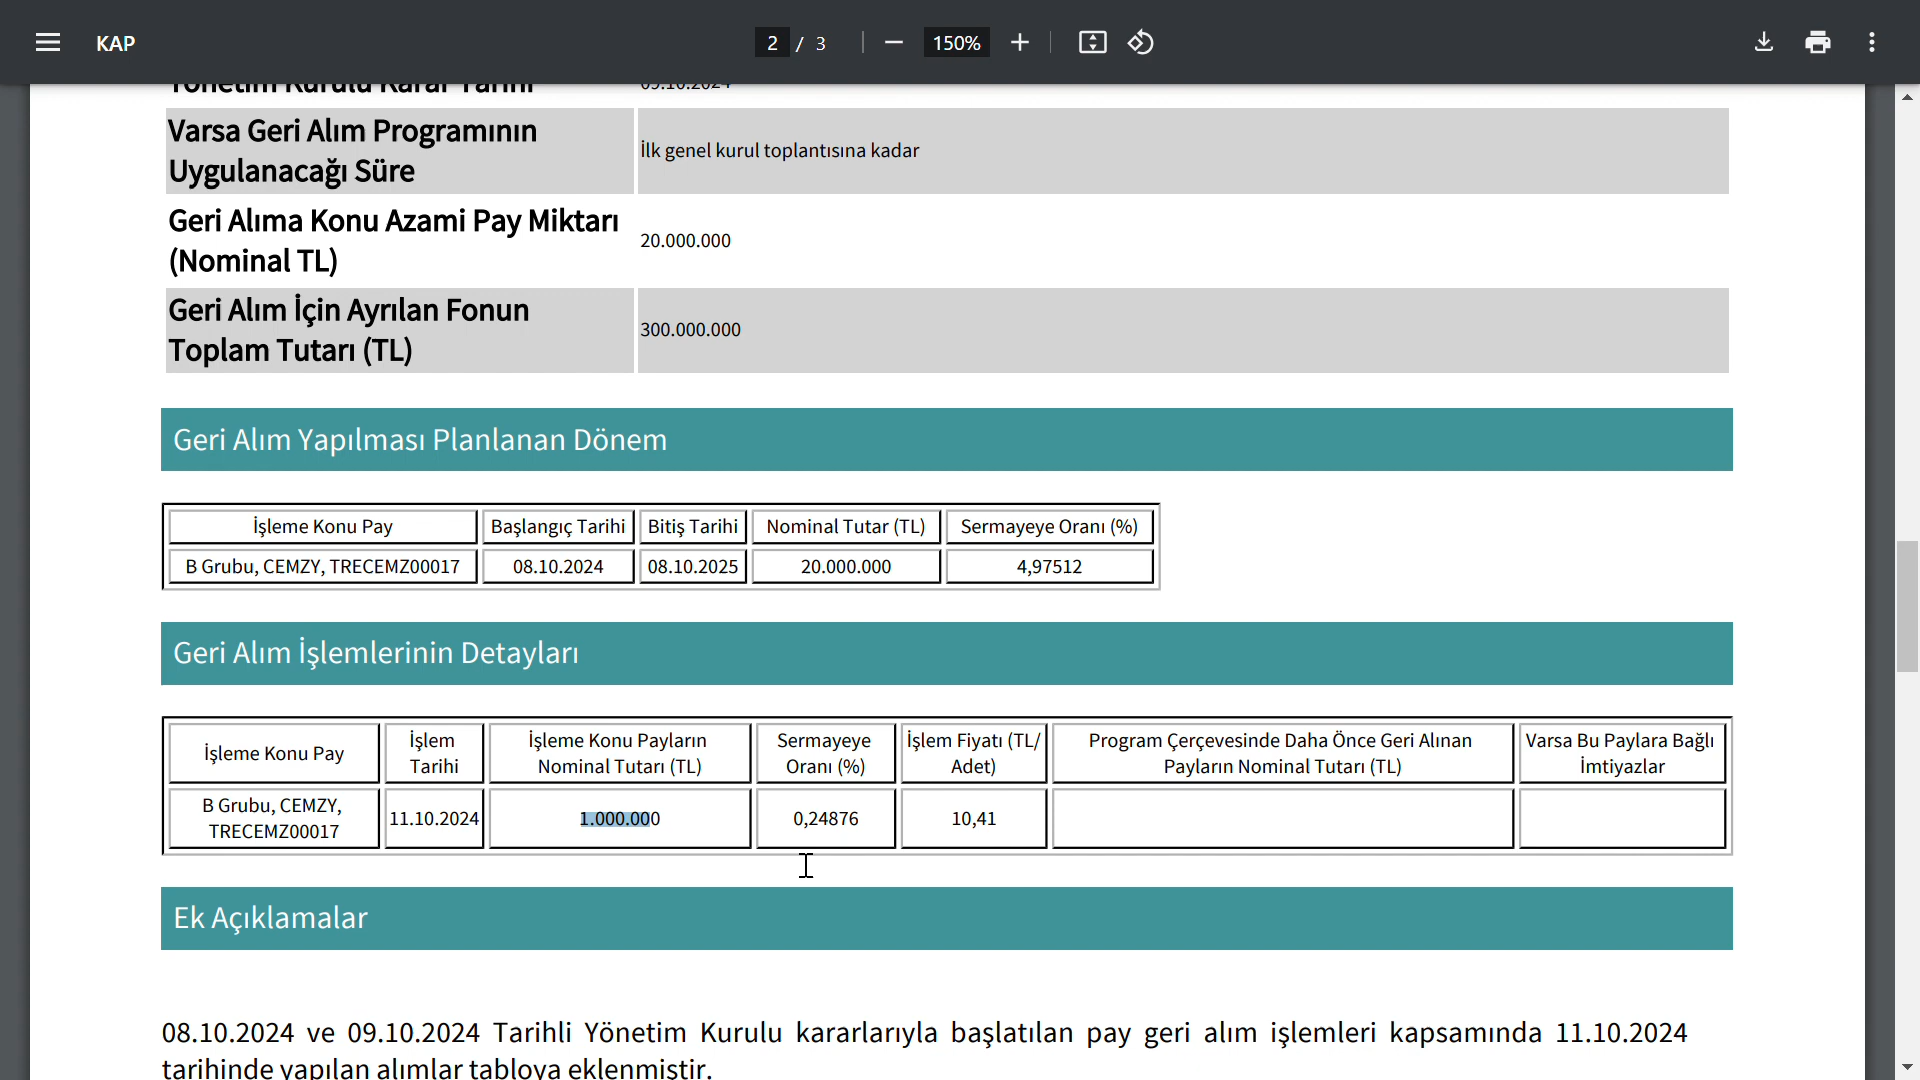 KAP
2 / 3
150%
Yönetim Kurulu Karar Tarihi
09.10.2024
Varsa Geri Alım Programının
Uygulanacağı Süre
İlk genel kurul toplantısına kadar
Geri Alıma Konu Azami Pay Miktarı
(Nominal TL)
20.000.000
Geri Alım İçin Ayrılan Fonun
Toplam Tutarı (TL)
300.000.000
Geri Alım Yapılması Planlanan Dönem
İşleme Konu Pay
Başlangıç Tarihi
Bitiş Tarihi
Nominal Tutar (TL)
Sermayeye Oranı (%)
B Grubu, CEMZY, TRECEMZ00017
08.10.2024
08.10.2025
20.000.000
4,97512
Geri Alım İşlemlerinin Detayları
İşleme Konu Pay
İşlem
Tarihi
İşleme Konu Payların
Nominal Tutarı (TL)
Sermayeye
Oranı (%)
İşlem Fiyatı (TL/
Adet)
Program Çerçevesinde Daha Önce Geri Alınan
Payların Nominal Tutarı (TL)
Varsa Bu Paylara Bağlı
İmtiyazlar
B Grubu, CEMZY,
TRECEMZ00017
11.10.2024
1.000.000
0,24876
10,41
Ek Açıklamalar
08.10.2024 ve 09.10.2024 Tarihli Yönetim Kurulu kararlarıyla başlatılan pay geri alım işlemleri kapsamında 11.10.2024
tarihinde yapılan alımlar tabloya eklenmiştir.